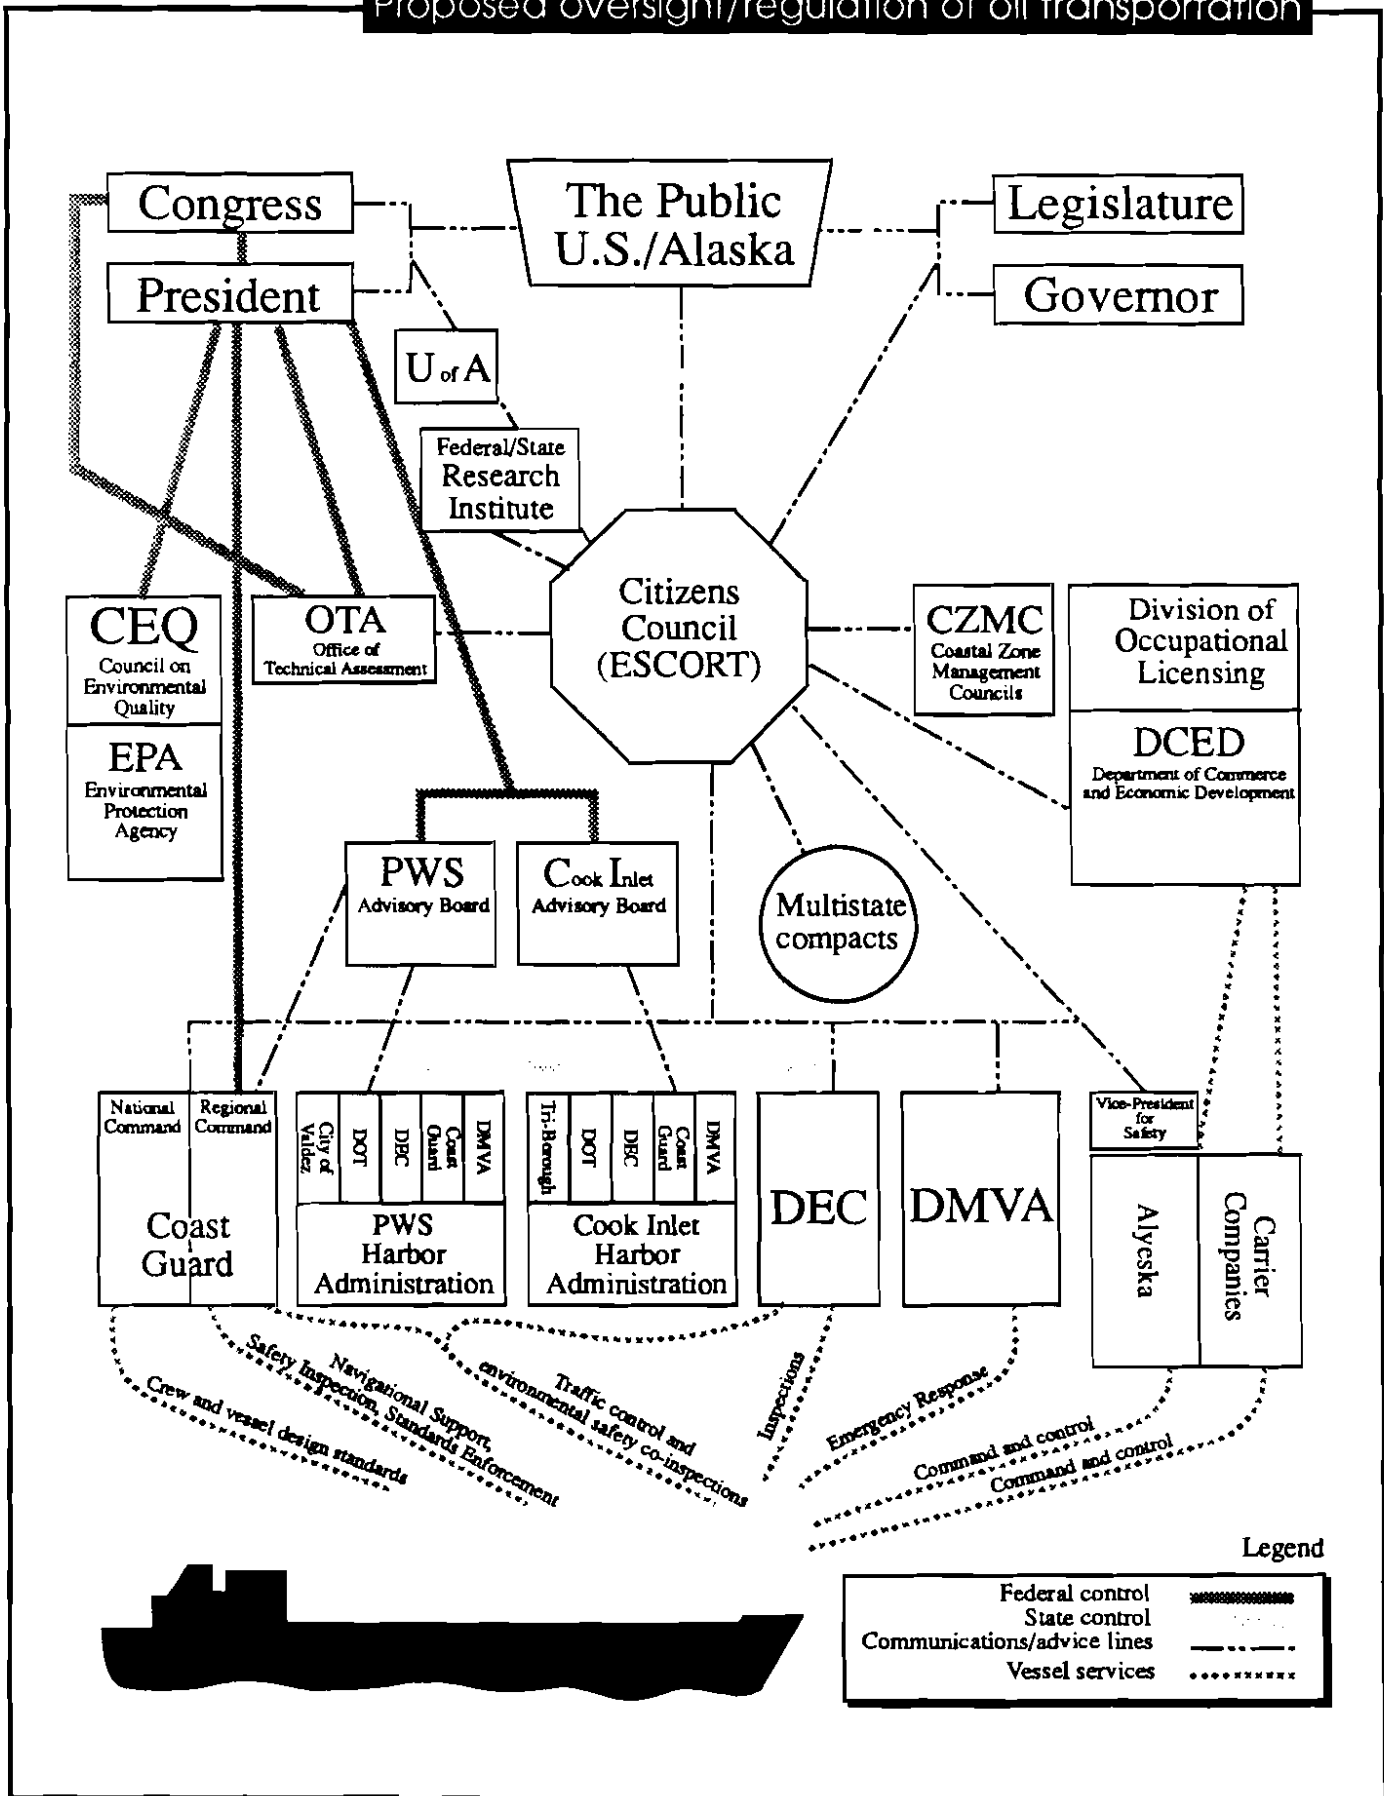 Proposed oversight/regulation of oil transportation
Congress
President
The Public
U.S./Alaska
Legislature
Governor
U of A
Federal/State
Research
Institute
CEQ
Council on
Environmental
Quality
EPA
Environmental
Protection
Agency
OTA
Office of
Technical Assessment
Citizens
Council
(ESCORT)
CZMC
Coastal Zone
Management
Councils
Division of
Occupational
Licensing
DCED
Department of Commerce
and Economic Development
PWS
Advisory Board
Cook Inlet
Advisory Board
Multistate
compacts
National
Command
Regional
Command
Coast
Guard
City of
Valdez
DOT
DEC
Coast
Guard
DMVA
PWS
Harbor
Administration
Tri-Borough
DOT
DEC
Coast
Guard
DMVA
Cook Inlet
Harbor
Administration
DEC
DMVA
Vice-President
for
Safety
Alyeska
Carrier
Companies
Crew and vessel design standards
Navigational Support,
Safety Inspection, Standards Enforcement
Traffic control and
environmental safety co-inspections
Inspections
Emergency Response
Command and control
Command and control
Legend
Federal control
State control
Communications/advice lines
Vessel services